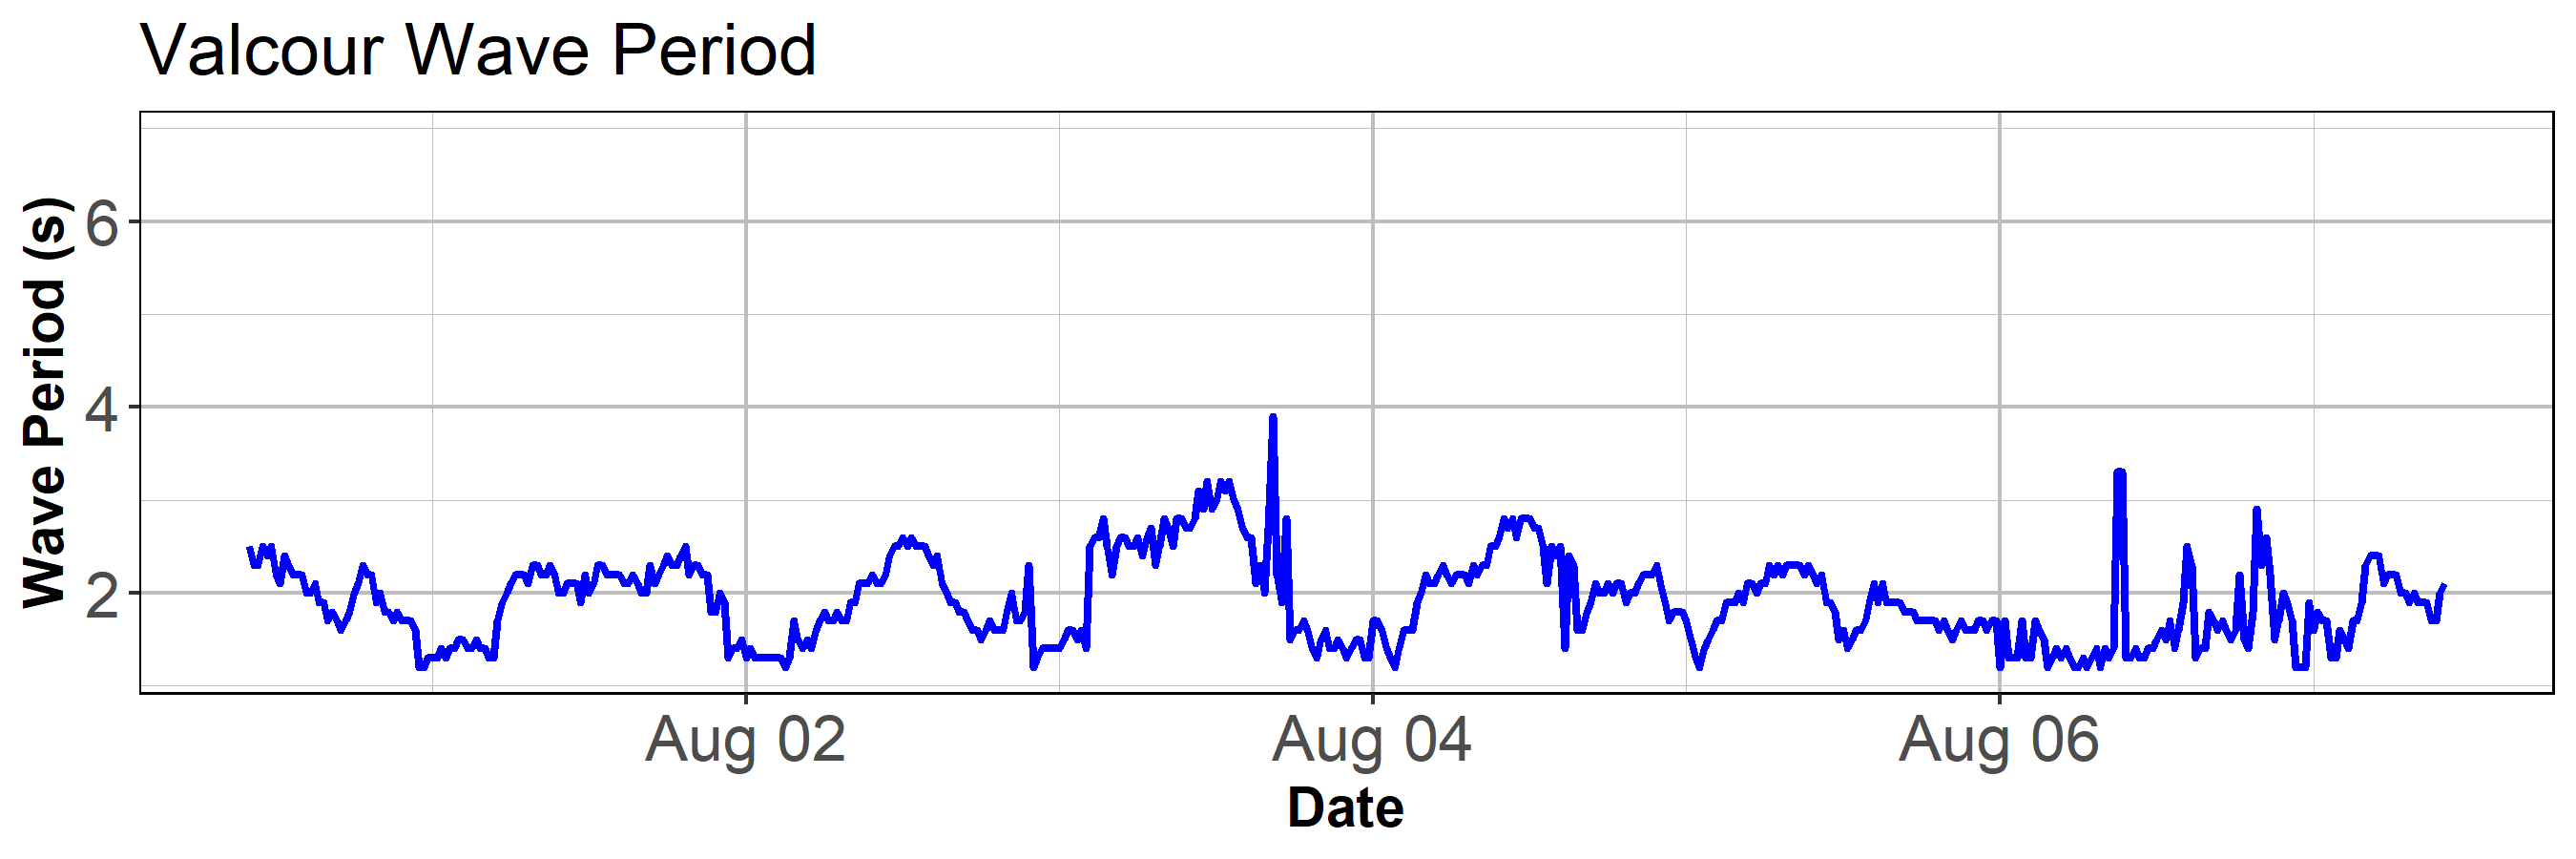 Valcour Wave Period
Wave Period (s)
6
4
2
Aug 02
Aug 04
Aug 06
Date